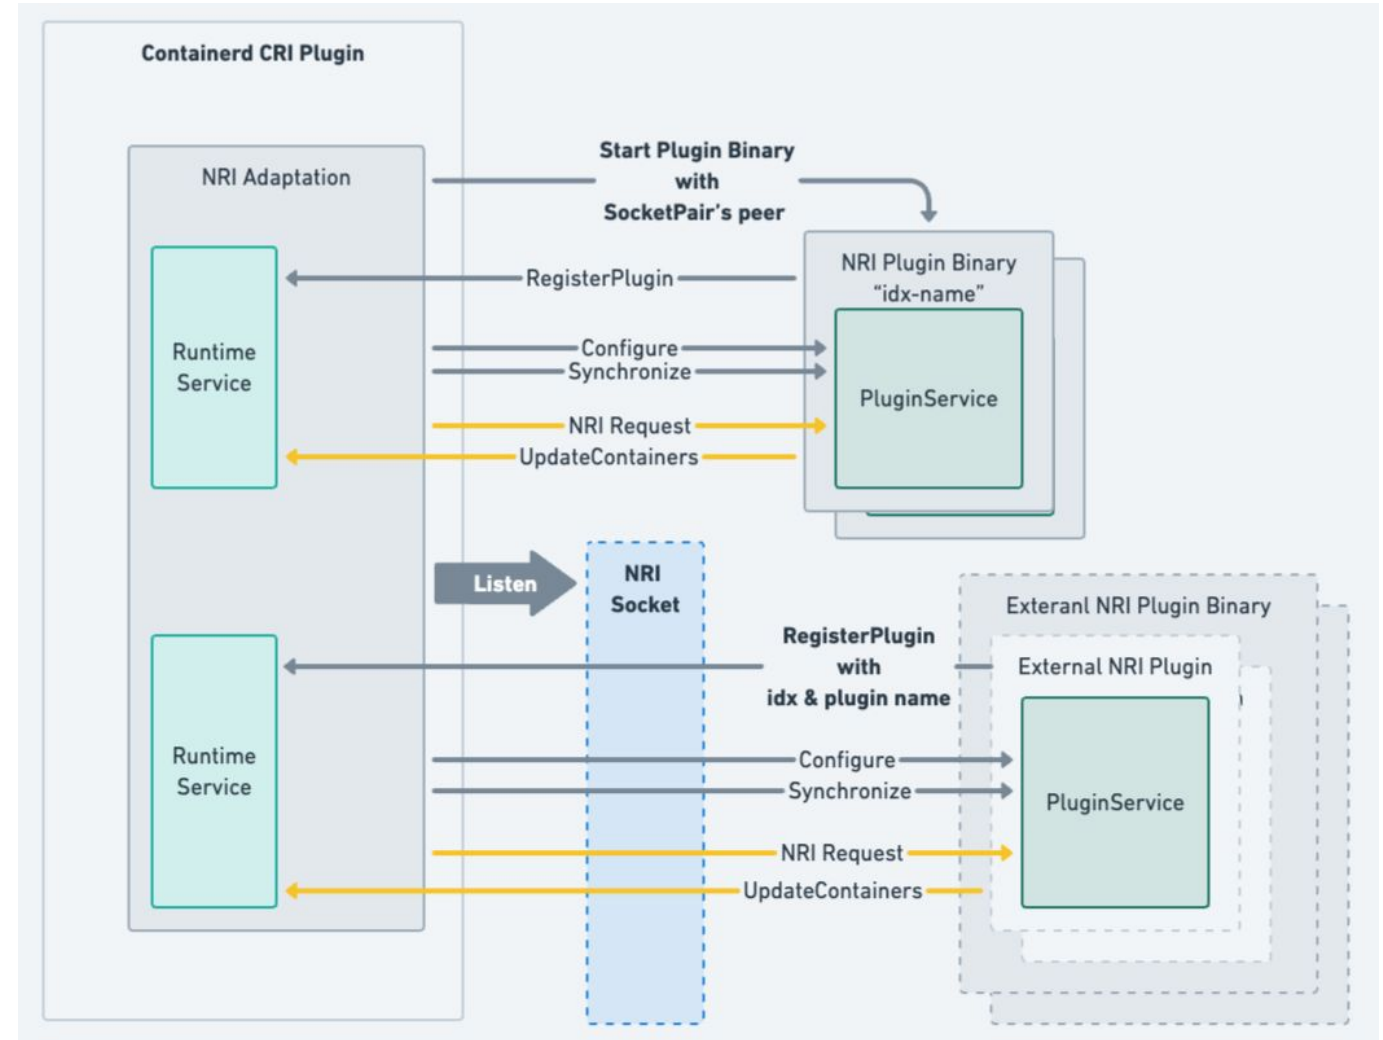 Containerd CRI Plugin
NRI Adaptation
Start Plugin Binary
with
SocketPair's peer
NRI Plugin Binary
“idx-name”
RegisterPlugin
Runtime
Service
Configure
Synchronize
PluginService
NRI Request
UpdateContainers
Listen
NRI
Socket
Exteranl NRI Plugin Binary
RegisterPlugin
with
idx & plugin name
External NRI Plugin
Runtime
Service
Configure
Synchronize
PluginService
NRI Request
UpdateContainers